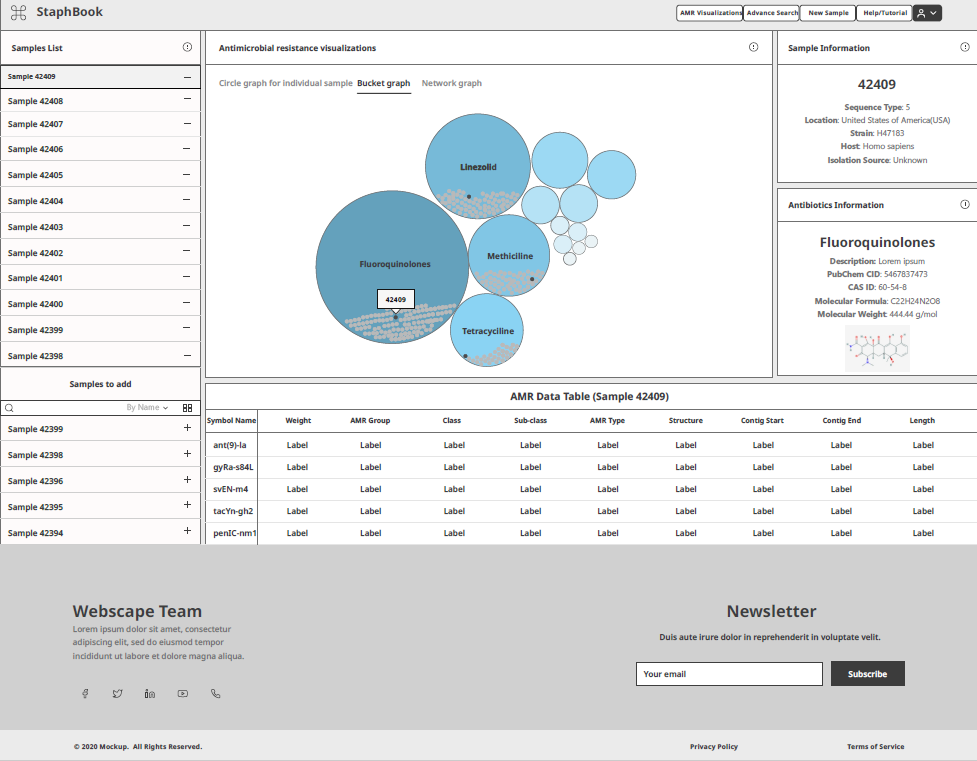 StaphBook
AMR Visualizations
Advance Search
New Sample
Help/Tutorial
Samples List
Sample 42409
Sample 42408
Sample 42407
Sample 42406
Sample 42405
Sample 42404
Sample 42403
Sample 42402
Sample 42401
Sample 42400
Sample 42399
Sample 42398
Samples to add
By Name
Sample 42399
Sample 42398
Sample 42396
Sample 42395
Sample 42394
Antimicrobial resistance visualizations
Circle graph for individual sample Bucket graph Network graph
Linezolid
Methiciline
Fluoroquinolones
42409
Tetracyciline
Sample Information
42409
Sequence Type: 5
Location: United States of America(USA)
Strain: H47183
Host: Homo sapiens
Isolation Source: Unknown
Antibiotics Information
Fluoroquinolones
Description: Lorem ipsum
PubChem CID: 5467837473
CAS ID: 60-54-8
Molecular Formula: C22H24N2O8
Molecular Weight: 444.44 g/mol
AMR Data Table (Sample 42409)
Symbol Name Weight AMR Group Class Sub-class AMR Type Structure Contig Start Contig End Length
ant(9)-la Label Label Label Label Label Label Label Label Label
gyRa-s84L Label Label Label Label Label Label Label Label Label
svEN-m4 Label Label Label Label Label Label Label Label Label
tacYn-gh2 Label Label Label Label Label Label Label Label Label
penIC-nm1 Label Label Label Label Label Label Label Label Label
Webscape Team
Lorem ipsum dolor sit amet, consectetur
adipiscing elit, sed do eiusmod tempor
incididunt ut labore et dolore magna aliqua.
Newsletter
Duis aute irure dolor in reprehenderit in voluptate velit.
Your email
Subscribe
© 2020 Mockup. All Rights Reserved.
Privacy Policy
Terms of Service